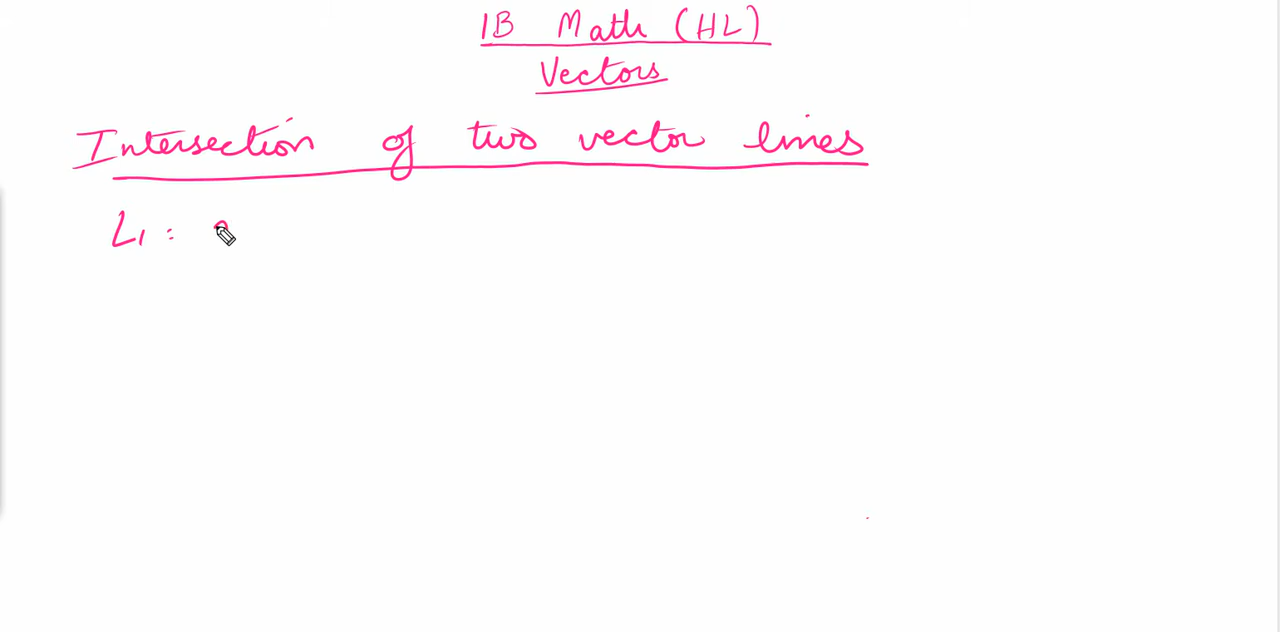 IB Math (HL)
Vectors
Intersection of two vector lines
L1 :